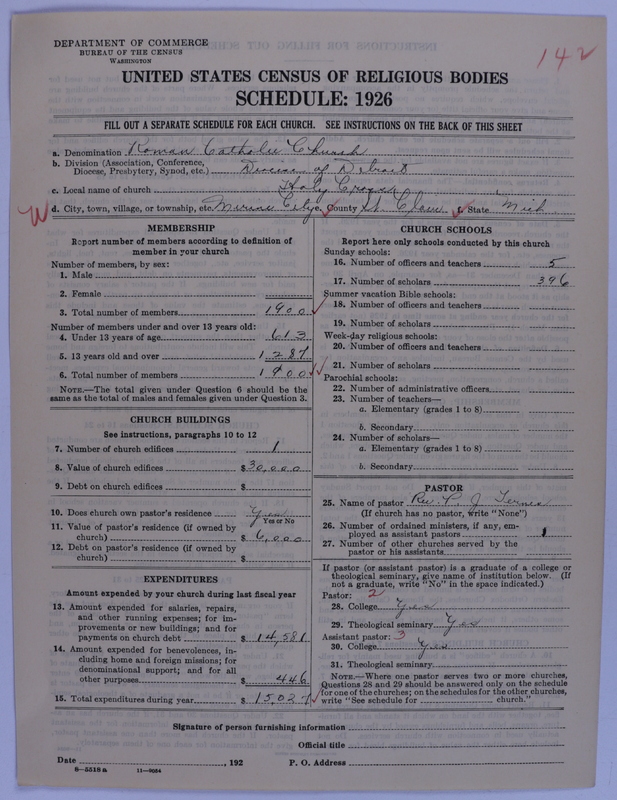 DEPARTMENT OF COMMERCE
BUREAU OF THE CENSUS
WASHINGTON
142
UNITED STATES CENSUS OF RELIGIOUS BODIES
SCHEDULE: 1926
FILL OUT A SEPARATE SCHEDULE FOR EACH CHURCH. SEE INSTRUCTIONS ON THE BACK OF THIS SHEET
a. Denomination Roman Catholic Church
b. Division (Association, Conference, Diocese, Presbytery, Synod, etc.) Diocese of Detroit
c. Local name of church Holy Cross
W d. City, town, village, or township, etc. Marine City, County St. Clair State Mich
MEMBERSHIP
Report number of members according to definition of
member in your church
Number of members, by sex:
1. Male
2. Female
3. Total number of members 1900
Number of members under and over 13 years old:
4. Under 13 years of age 613
5. 13 years old and over 1287
6. Total number of members 1900
NOTE.—The total given under Question 6 should be the
same as the total of males and females given under Question 3.
CHURCH BUILDINGS
See instructions, paragraphs 10 to 12
7. Number of church edifices 1
8. Value of church edifices $30,000
9. Debt on church edifices $
10. Does church own pastor's residence Yes
Yes or No
11. Value of pastor's residence (if owned by
church) $ 6,000
12. Debt on pastor's residence (if owned by
church) $
EXPENDITURES
Amount expended by your church during last fiscal year
13. Amount expended for salaries, repairs,
and other running expenses; for im-
provements or new buildings; and for
payments on church debt $ 14,581
14. Amount expended for benevolences, in-
cluding home and foreign missions; for
denominational support; and for all
other purposes $ 446
15. Total expenditures during year $ 15,027
CHURCH SCHOOLS
Report here only schools conducted by this church
Sunday schools:
16. Number of officers and teachers 5
17. Number of scholars 396
Summer vacation Bible schools:
18. Number of officers and teachers
19. Number of scholars
Week-day religious schools:
20. Number of officers and teachers
21. Number of scholars
Parochial schools:
22. Number of administrative officers
23. Number of teachers—
a. Elementary (grades 1 to 8)
b. Secondary
24. Number of scholars—
a. Elementary (grades 1 to 8)
b. Secondary
PASTOR
25. Name of pastor Rev. P. J.
(If church has no pastor, write "None")
26. Number of ordained ministers, if any, em-
ployed as assistant pastors 1
27. Number of other churches served by the
pastor or his assistants
If pastor (or assistant pastor) is a graduate of a college or
theological seminary, give name of institution below. (If
not a graduate, write "No" in the space indicated.)
Pastor: 2
28. College Yes
29. Theological seminary Yes
Assistant pastor: 3
30. College Yes
31. Theological seminary
NOTE.—Where one pastor serves two or more churches,
Questions 28 and 29 should be answered only on the schedule
for one of the churches; on the schedules for the other churches,
write "See schedule for church."
Signature of person furnishing information
Official title
Date , 192 P. O. Address
8—5518a 11—8034